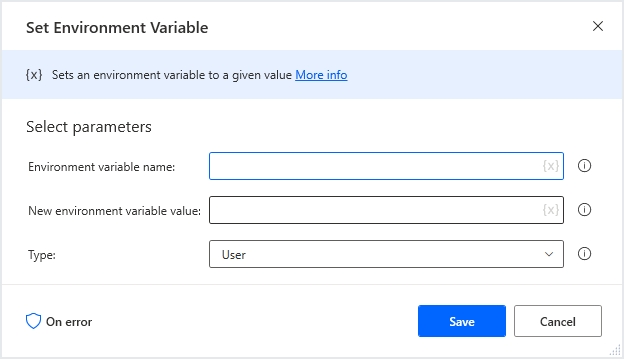 Set Environment Variable
{x} Sets an environment variable to a given value More info
Select parameters
Environment variable name: {x}
New environment variable value: {x}
Type: User
On error Save Cancel